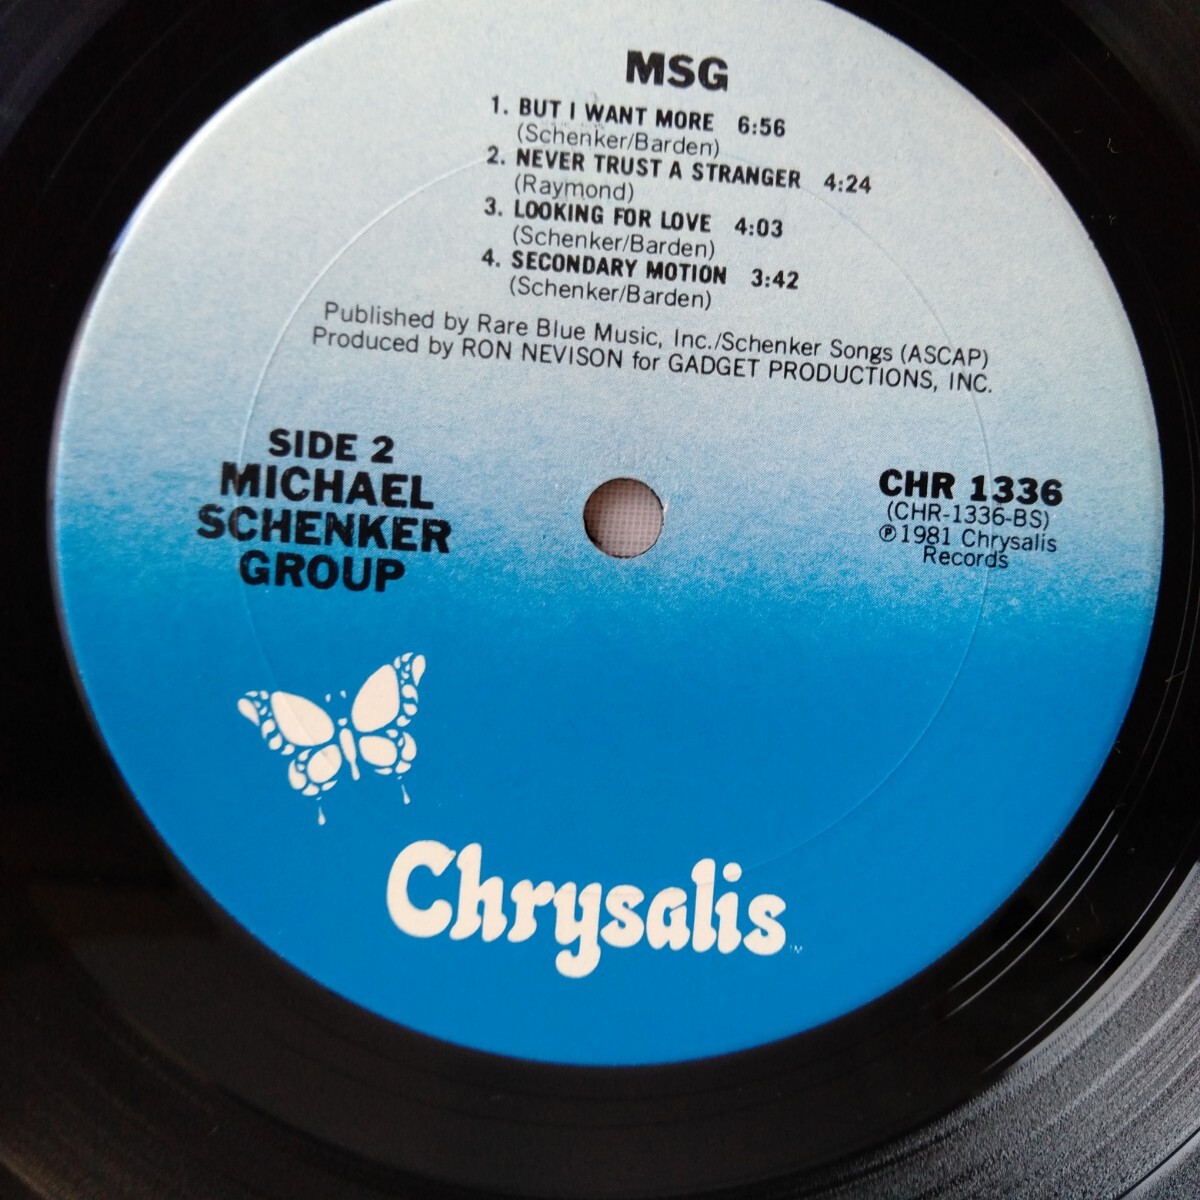 MSG
1. BUT I WANT MORE 6:56
(Schenker/Barden)
2. NEVER TRUST A STRANGER 4:24
(Raymond)
3. LOOKING FOR LOVE 4:03
(Schenker/Barden)
4. SECONDARY MOTION 3:42
(Schenker/Barden)
Published by Rare Blue Music, Inc./Schenker Songs (ASCAP)
Produced by RON NEVISON for GADGET PRODUCTIONS, INC.
SIDE 2
MICHAEL
SCHENKER
GROUP
CHR 1336
(CHR-1336-BS)
℗1981 Chrysalis
Records
Chrysalis™